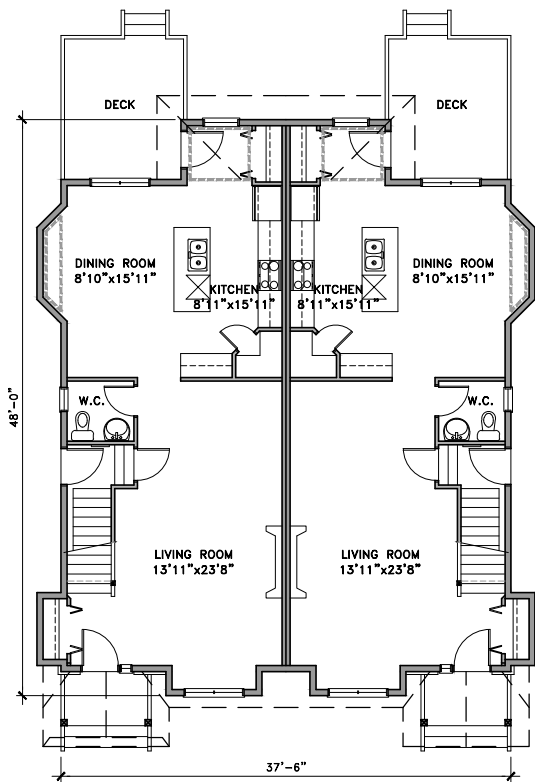 DECK
DECK
DINING ROOM
8'10"x15'11"
KITCHEN
8'11"x15'11"
KITCHEN
8'11"x15'11"
DINING ROOM
8'10"x15'11"
W.C.
W.C.
48'-0"
LIVING ROOM
13'11"x23'8"
LIVING ROOM
13'11"x23'8"
37'-6"